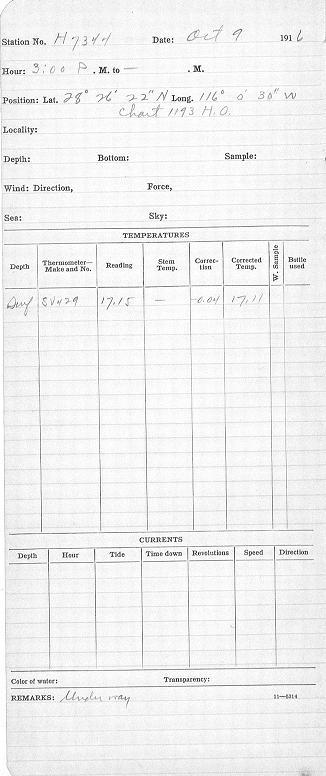 Station No. H7344 Date: Oct 9 1916
Hour: 3:00 P. M. to — . M.
Position: Lat. 28° 26' 22" N Long. 116° 0' 30" W
Chart 1193 H.O.
Locality:
Depth: Bottom: Sample:
Wind: Direction, Force,
Sea: Sky:
TEMPERATURES
Depth Thermometer—Make and No. Reading Stem Temp. Correc-tion Corrected Temp. W. Sample Bottle used
Surf SV429 17.15 — -0.04 17.11
CURRENTS
Depth Hour Tide Time down Revolutions Speed Direction
Color of water: Transparency:
REMARKS: Under way 11—6314